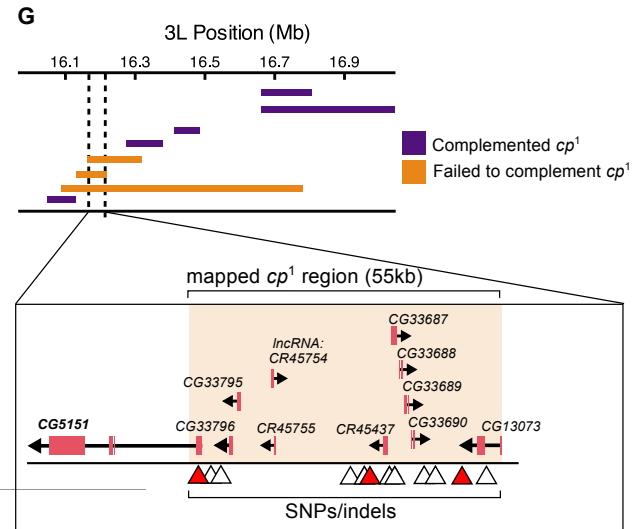 G
3L Position (Mb)
16.1 16.3 16.5 16.7 16.9
Complemented cp¹
Failed to complement cp¹
mapped cp¹ region (55kb)
CG33687
lncRNA:
CR45754
CG33688
CG33795
CG33689
CG5151 CG33796 CR45755 CR45437 CG33690 CG13073
SNPs/indels